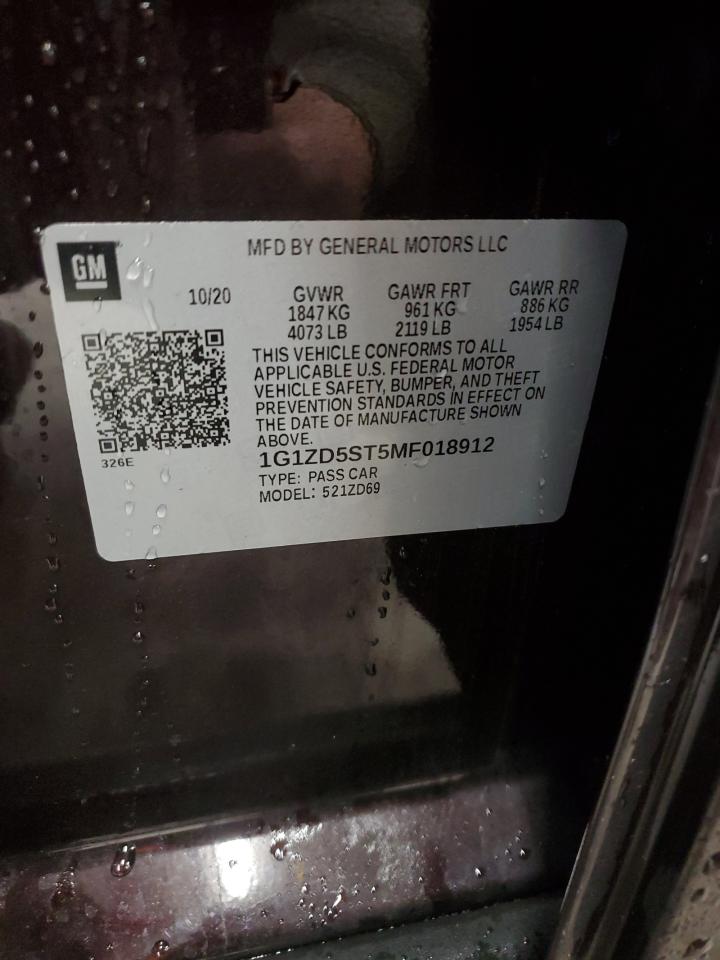 MFD BY GENERAL MOTORS LLC
GM
10/20
GVWR GAWR FRT GAWR RR
1847 KG 961 KG 886 KG
4073 LB 2119 LB 1954 LB
THIS VEHICLE CONFORMS TO ALL
APPLICABLE U.S. FEDERAL MOTOR
VEHICLE SAFETY, BUMPER, AND THEFT
PREVENTION STANDARDS IN EFFECT ON
THE DATE OF MANUFACTURE SHOWN
ABOVE.
326E
1G1ZD5ST5MF018912
TYPE: PASS CAR
MODEL: 521ZD69